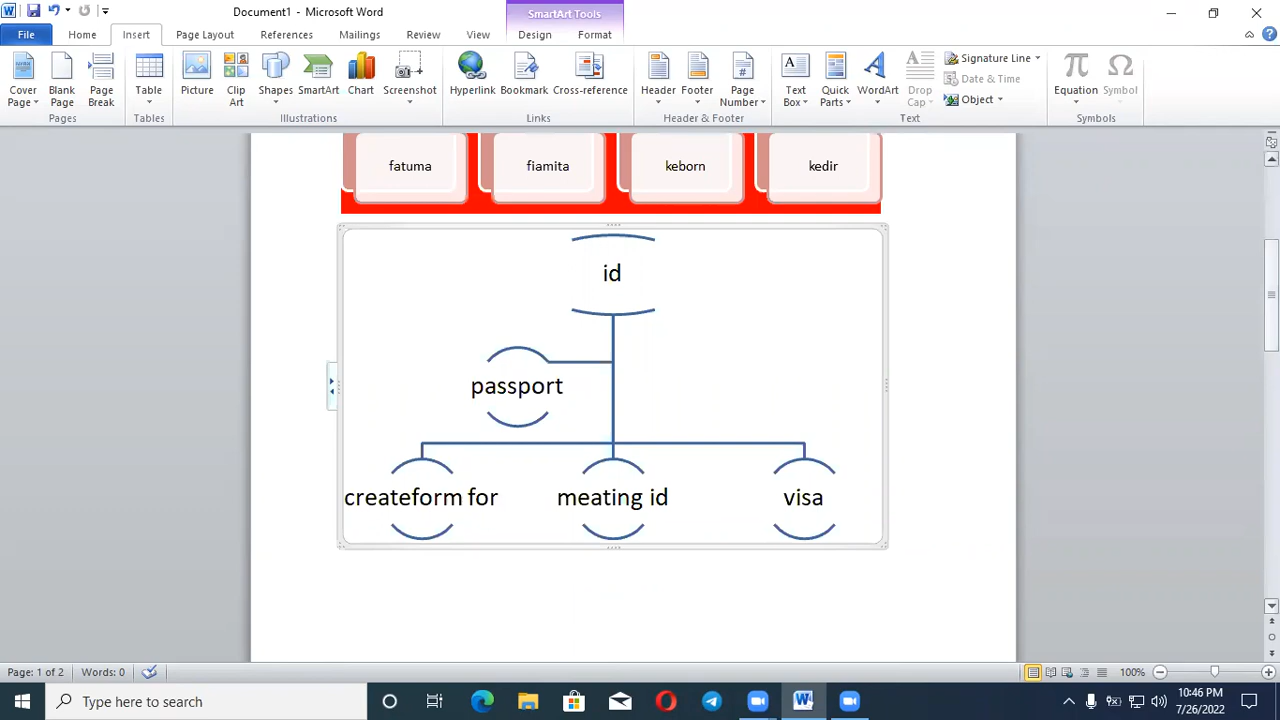 Document1 - Microsoft Word
SmartArt Tools
File Home Insert Page Layout References Mailings Review View Design Format
Cover Page
Blank Page
Page Break
Table
Picture
Clip Art
Shapes
SmartArt
Chart
Screenshot
Hyperlink
Bookmark
Cross-reference
Header
Footer
Page Number
Text Box
Quick Parts
WordArt
Drop Cap
Signature Line
Date & Time
Object
Equation
Symbol
Pages Tables Illustrations Links Header & Footer Text Symbols
fatuma fiamita keborn kedir
id
passport
createform for meating id visa
Page: 1 of 2 Words: 0 100%
Type here to search
10:46 PM
7/26/2022